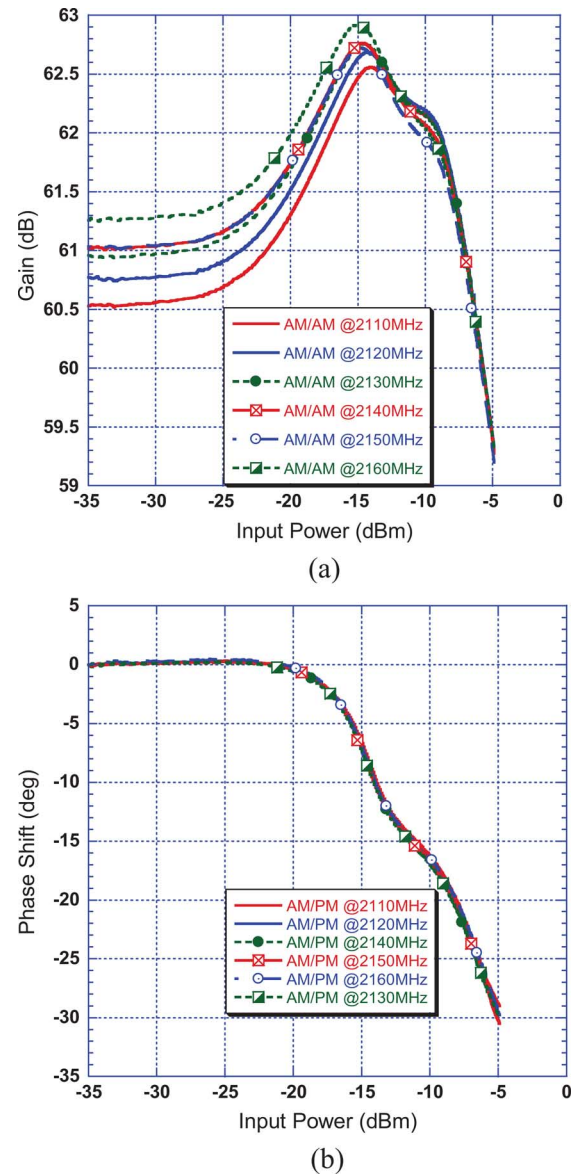 63
62.5
62
61.5
61
60.5
60
59.5
59
Gain (dB)
AM/AM @2110MHz
AM/AM @2120MHz
AM/AM @2130MHz
AM/AM @2140MHz
AM/AM @2150MHz
AM/AM @2160MHz
-35 -30 -25 -20 -15 -10 -5 0
Input Power (dBm)
(a)
5
0
-5
-10
-15
-20
-25
-30
-35
Phase Shift (deg)
AM/PM @2110MHz
AM/PM @2120MHz
AM/PM @2140MHz
AM/PM @2150MHz
AM/PM @2160MHz
AM/PM @2130MHz
-35 -30 -25 -20 -15 -10 -5 0
Input Power (dBm)
(b)